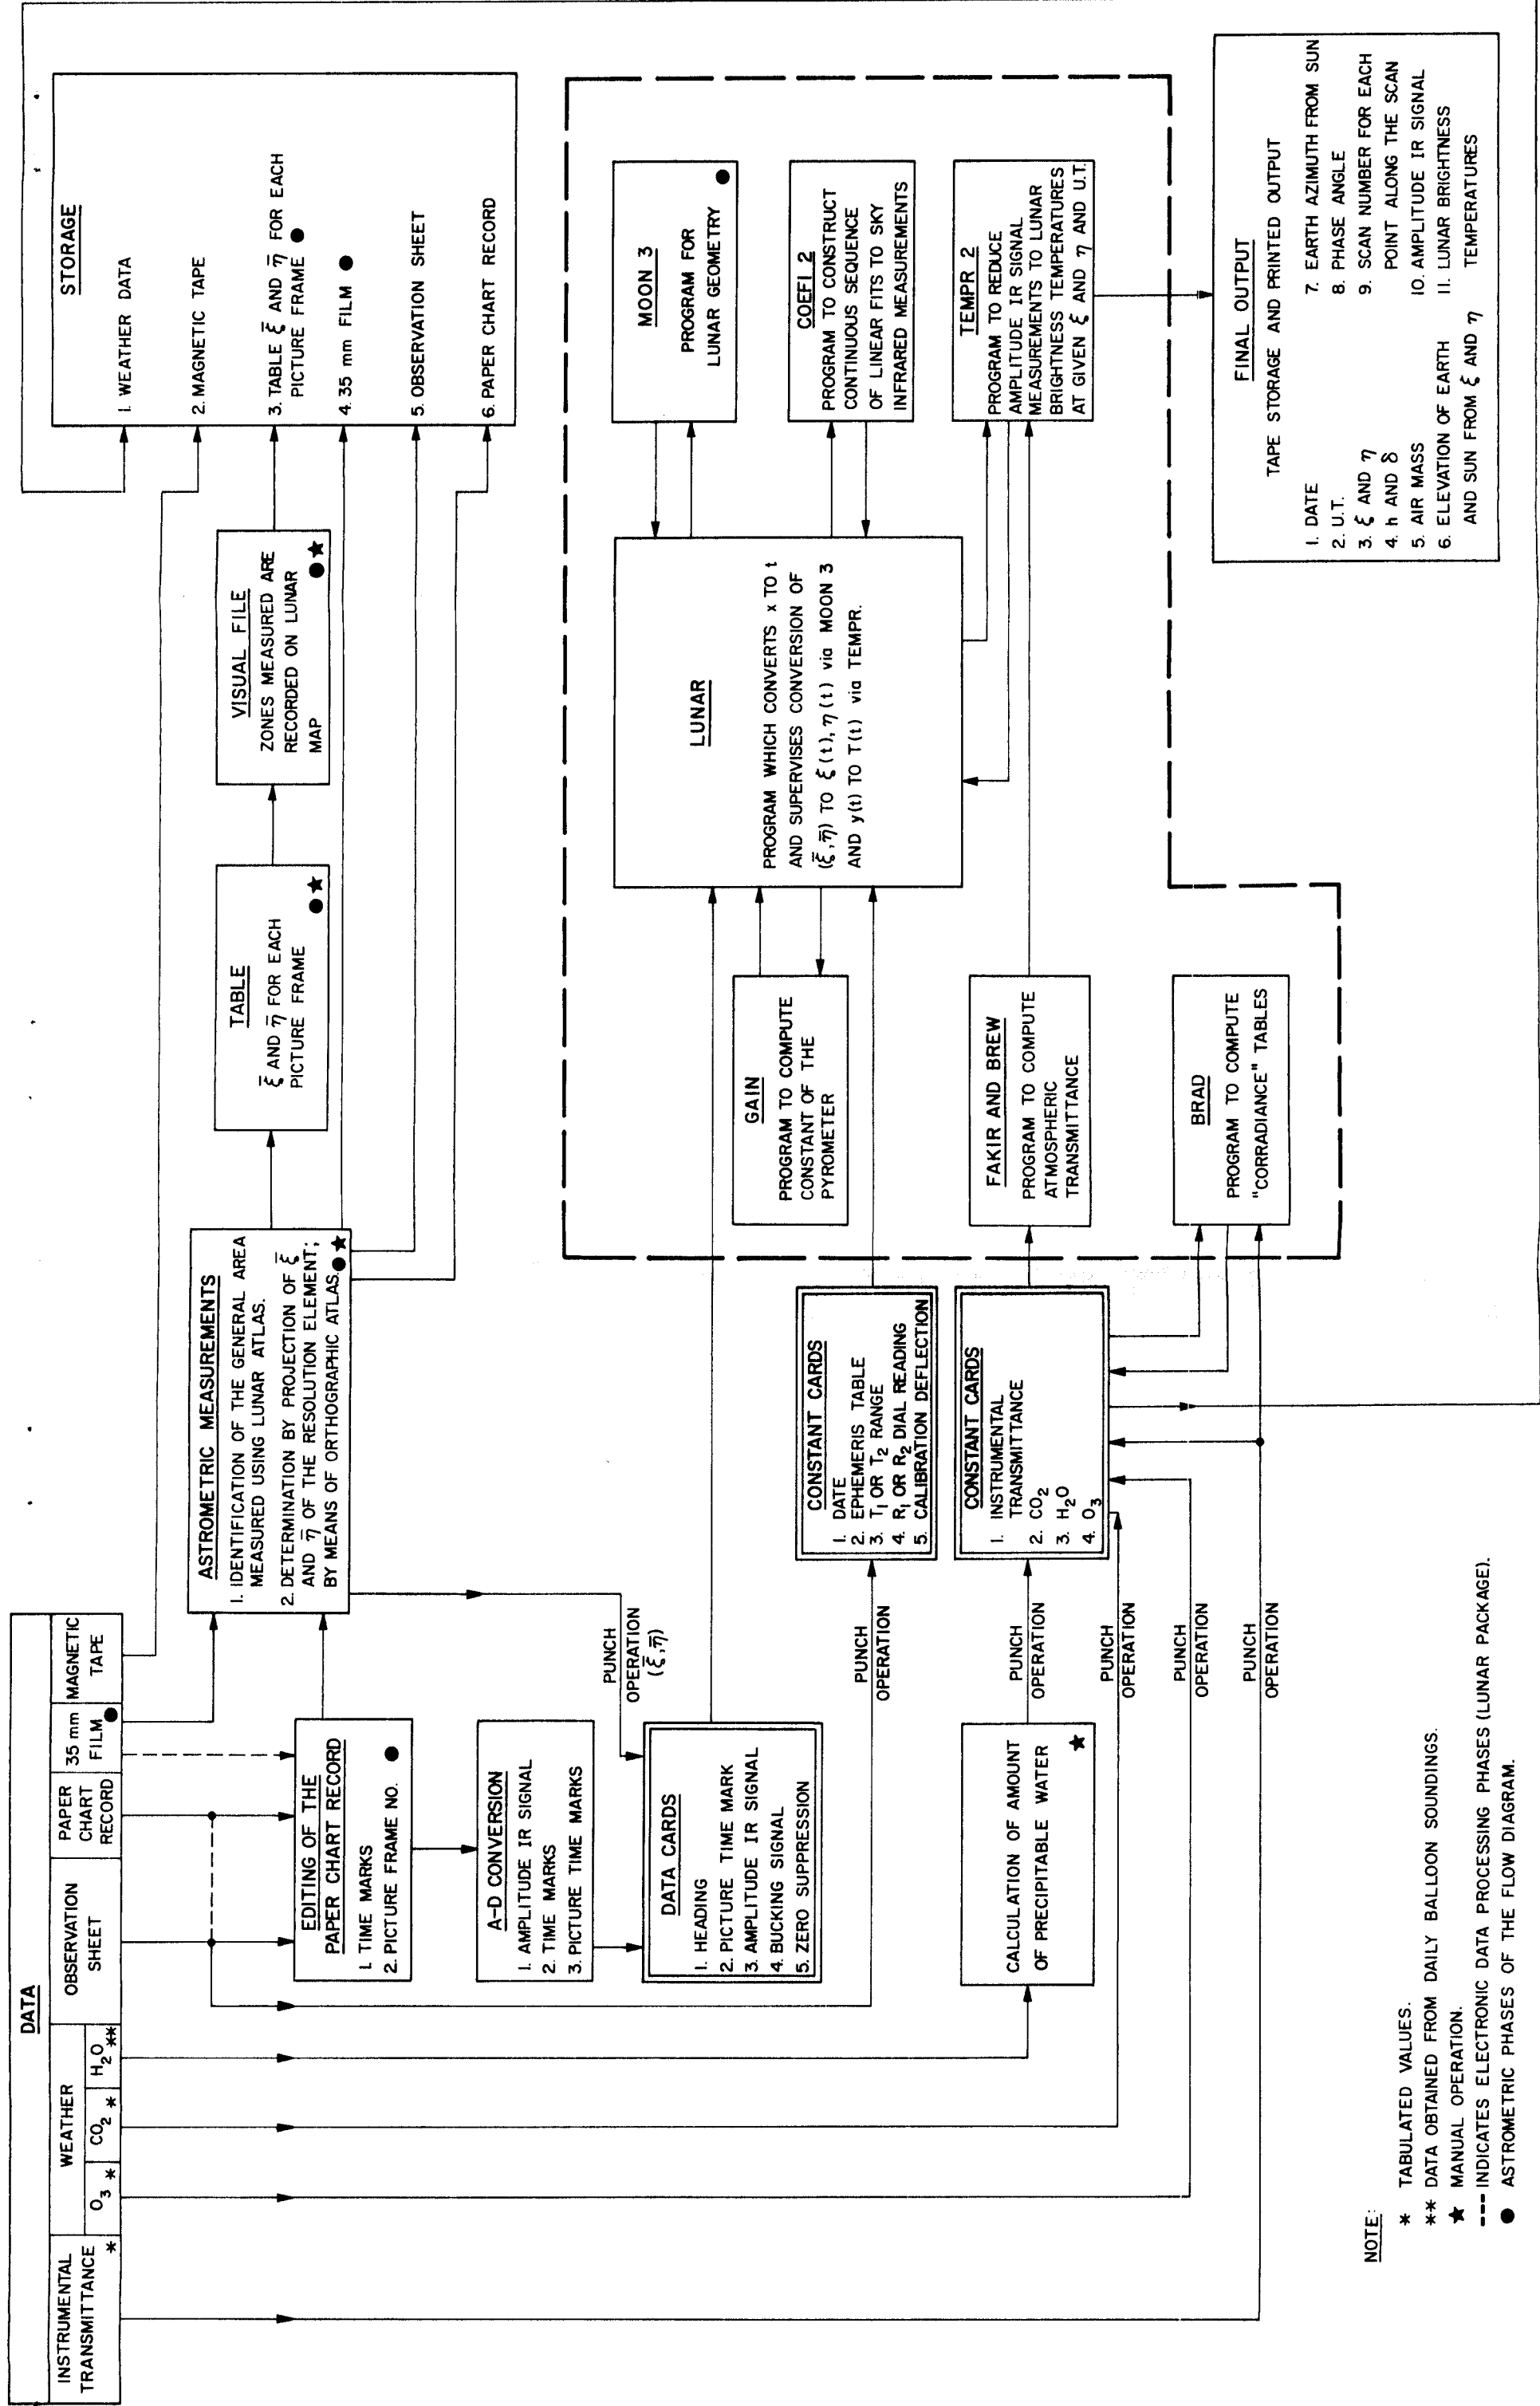 DATA
INSTRUMENTAL
TRANSMITTANCE
*
WEATHER
O3 *
CO2 *
H2O **
OBSERVATION
SHEET
PAPER
CHART
RECORD
35 mm
FILM ●
MAGNETIC
TAPE
EDITING OF THE
PAPER CHART RECORD
1. TIME MARKS
2. PICTURE FRAME NO. ●
A-D CONVERSION
1. AMPLITUDE IR SIGNAL
2. TIME MARKS
3. PICTURE TIME MARKS
DATA CARDS
1. HEADING
2. PICTURE TIME MARK
3. AMPLITUDE IR SIGNAL
4. BUCKING SIGNAL
5. ZERO SUPPRESSION
CALCULATION OF AMOUNT
OF PRECIPITABLE WATER
★
PUNCH
OPERATION
(ξ̅,η̅)
PUNCH
OPERATION
PUNCH
OPERATION
PUNCH
OPERATION
PUNCH
OPERATION
PUNCH
OPERATION
ASTROMETRIC MEASUREMENTS
1. IDENTIFICATION OF THE GENERAL AREA
MEASURED USING LUNAR ATLAS.
2. DETERMINATION BY PROJECTION OF ξ̅
AND η̅ OF THE RESOLUTION ELEMENT;
BY MEANS OF ORTHOGRAPHIC ATLAS. ● ★
CONSTANT CARDS
1. DATE
2. EPHEMERIS TABLE
3. T1 OR T2 RANGE
4. R1 OR R2 DIAL READING
5. CALIBRATION DEFLECTION
CONSTANT CARDS
1. INSTRUMENTAL
TRANSMITTANCE
2. CO2
3. H2O
4. O3
TABLE
ξ̅ AND η̅ FOR EACH
PICTURE FRAME
● ★
VISUAL FILE
ZONES MEASURED ARE
RECORDED ON LUNAR
MAP ● ★
STORAGE
1. WEATHER DATA
2. MAGNETIC TAPE
3. TABLE ξ̅ AND η̅ FOR EACH
PICTURE FRAME ●
4. 35 mm FILM ●
5. OBSERVATION SHEET
6. PAPER CHART RECORD
GAIN
PROGRAM TO COMPUTE
CONSTANT OF THE
PYROMETER
FAKIR AND BREW
PROGRAM TO COMPUTE
ATMOSPHERIC
TRANSMITTANCE
BRAD
PROGRAM TO COMPUTE
"CORRADIANCE" TABLES
LUNAR
PROGRAM WHICH CONVERTS x TO t
AND SUPERVISES CONVERSION OF
(ξ̅,η̅) TO ξ(t), η(t) via MOON 3
AND y(t) TO T(t) via TEMPR.
MOON 3
PROGRAM FOR
LUNAR GEOMETRY
●
COEFI 2
PROGRAM TO CONSTRUCT
CONTINUOUS SEQUENCE
OF LINEAR FITS TO SKY
INFRARED MEASUREMENTS
TEMPR 2
PROGRAM TO REDUCE
AMPLITUDE IR SIGNAL
MEASUREMENTS TO LUNAR
BRIGHTNESS TEMPERATURES
AT GIVEN ξ AND η AND U.T.
FINAL OUTPUT
TAPE STORAGE AND PRINTED OUTPUT
1. DATE
2. U.T.
3. ξ AND η
4. h AND δ
5. AIR MASS
6. ELEVATION OF EARTH
AND SUN FROM ξ AND η
7. EARTH AZIMUTH FROM SUN
8. PHASE ANGLE
9. SCAN NUMBER FOR EACH
POINT ALONG THE SCAN
10. AMPLITUDE IR SIGNAL
11. LUNAR BRIGHTNESS
TEMPERATURES
NOTE:
* TABULATED VALUES.
** DATA OBTAINED FROM DAILY BALLOON SOUNDINGS.
★ MANUAL OPERATION.
--- INDICATES ELECTRONIC DATA PROCESSING PHASES (LUNAR PACKAGE).
● ASTROMETRIC PHASES OF THE FLOW DIAGRAM.